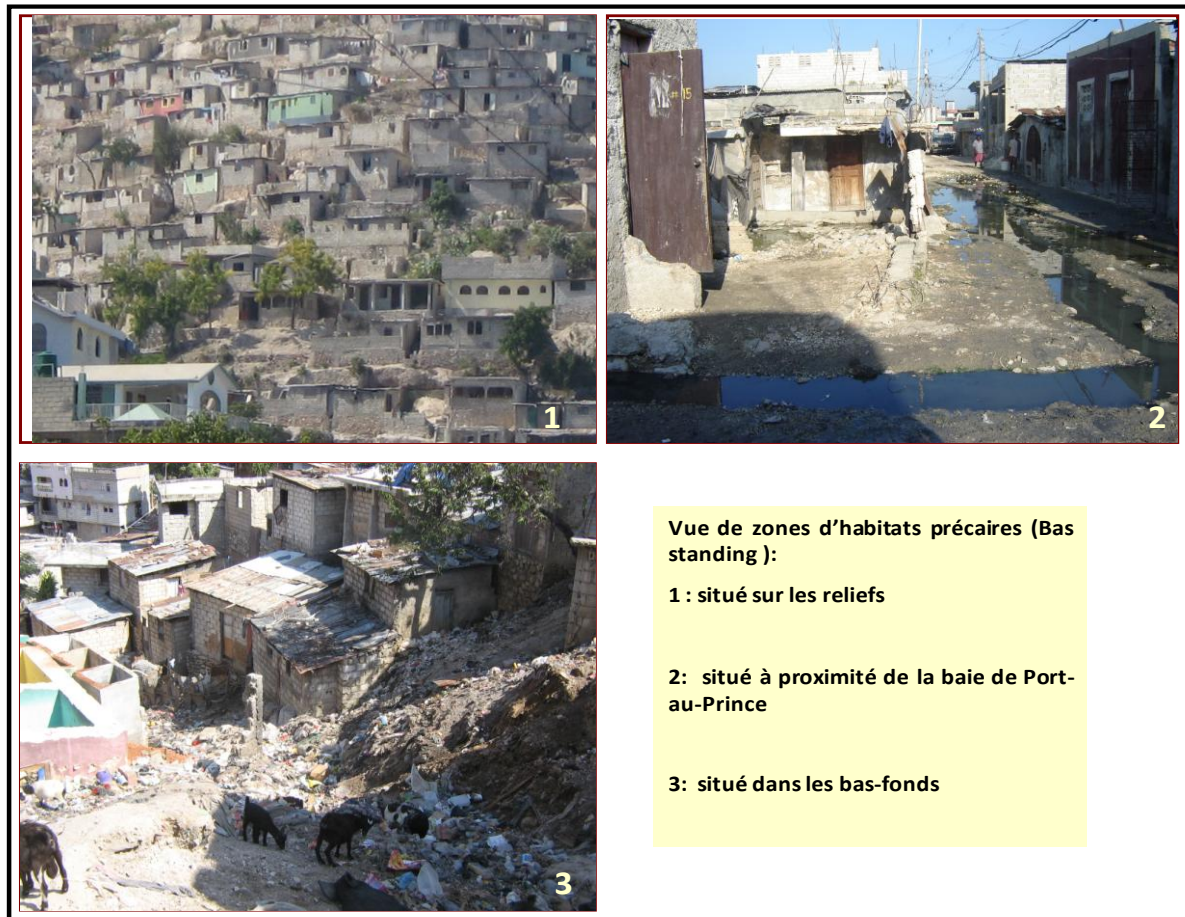 1
2
# 15
3
Vue de zones d'habitats précaires (Bas
standing ):
1 : situé sur les reliefs
2: situé à proximité de la baie de Port-
au-Prince
3: situé dans les bas-fonds